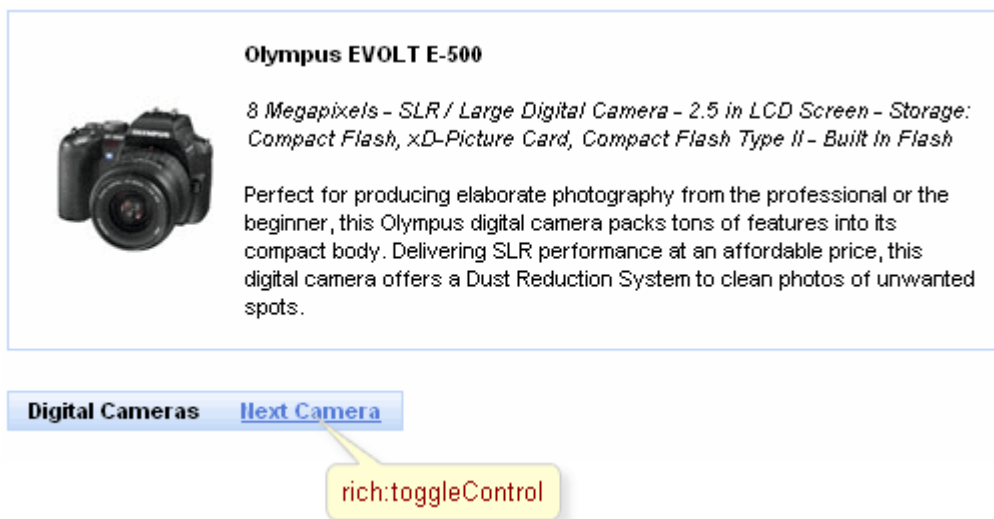 Olympus EVOLT E-500
8 Megapixels - SLR / Large Digital Camera - 2.5 in LCD Screen - Storage:
Compact Flash, xD-Picture Card, Compact Flash Type II - Built In Flash
Perfect for producing elaborate photography from the professional or the
beginner, this Olympus digital camera packs tons of features into its
compact body. Delivering SLR performance at an affordable price, this
digital camera offers a Dust Reduction System to clean photos of unwanted
spots.
Digital Cameras Next Camera
rich:toggleControl